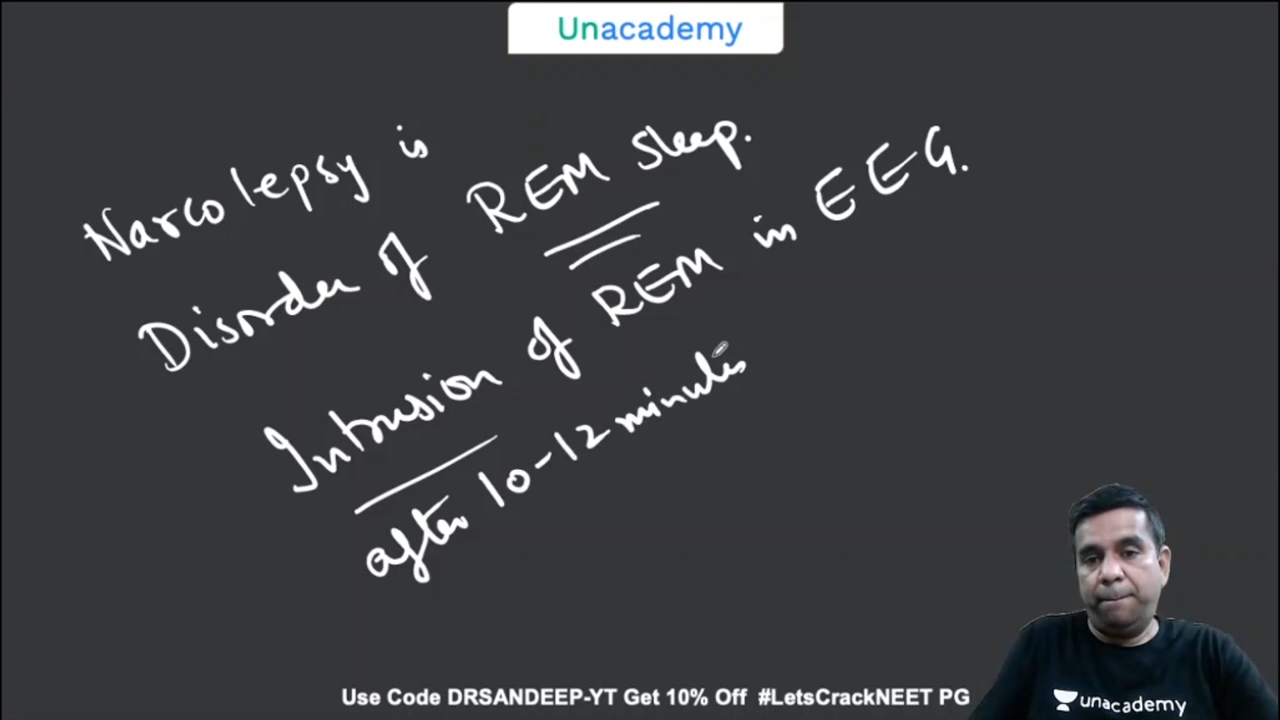 Unacademy
Narcolepsy is
Disorder of REM Sleep.
Intrusion of REM in EEG.
after 10-12 minutes
unacademy
Use Code DRSANDEEP-YT Get 10% Off #LetsCrackNEET PG